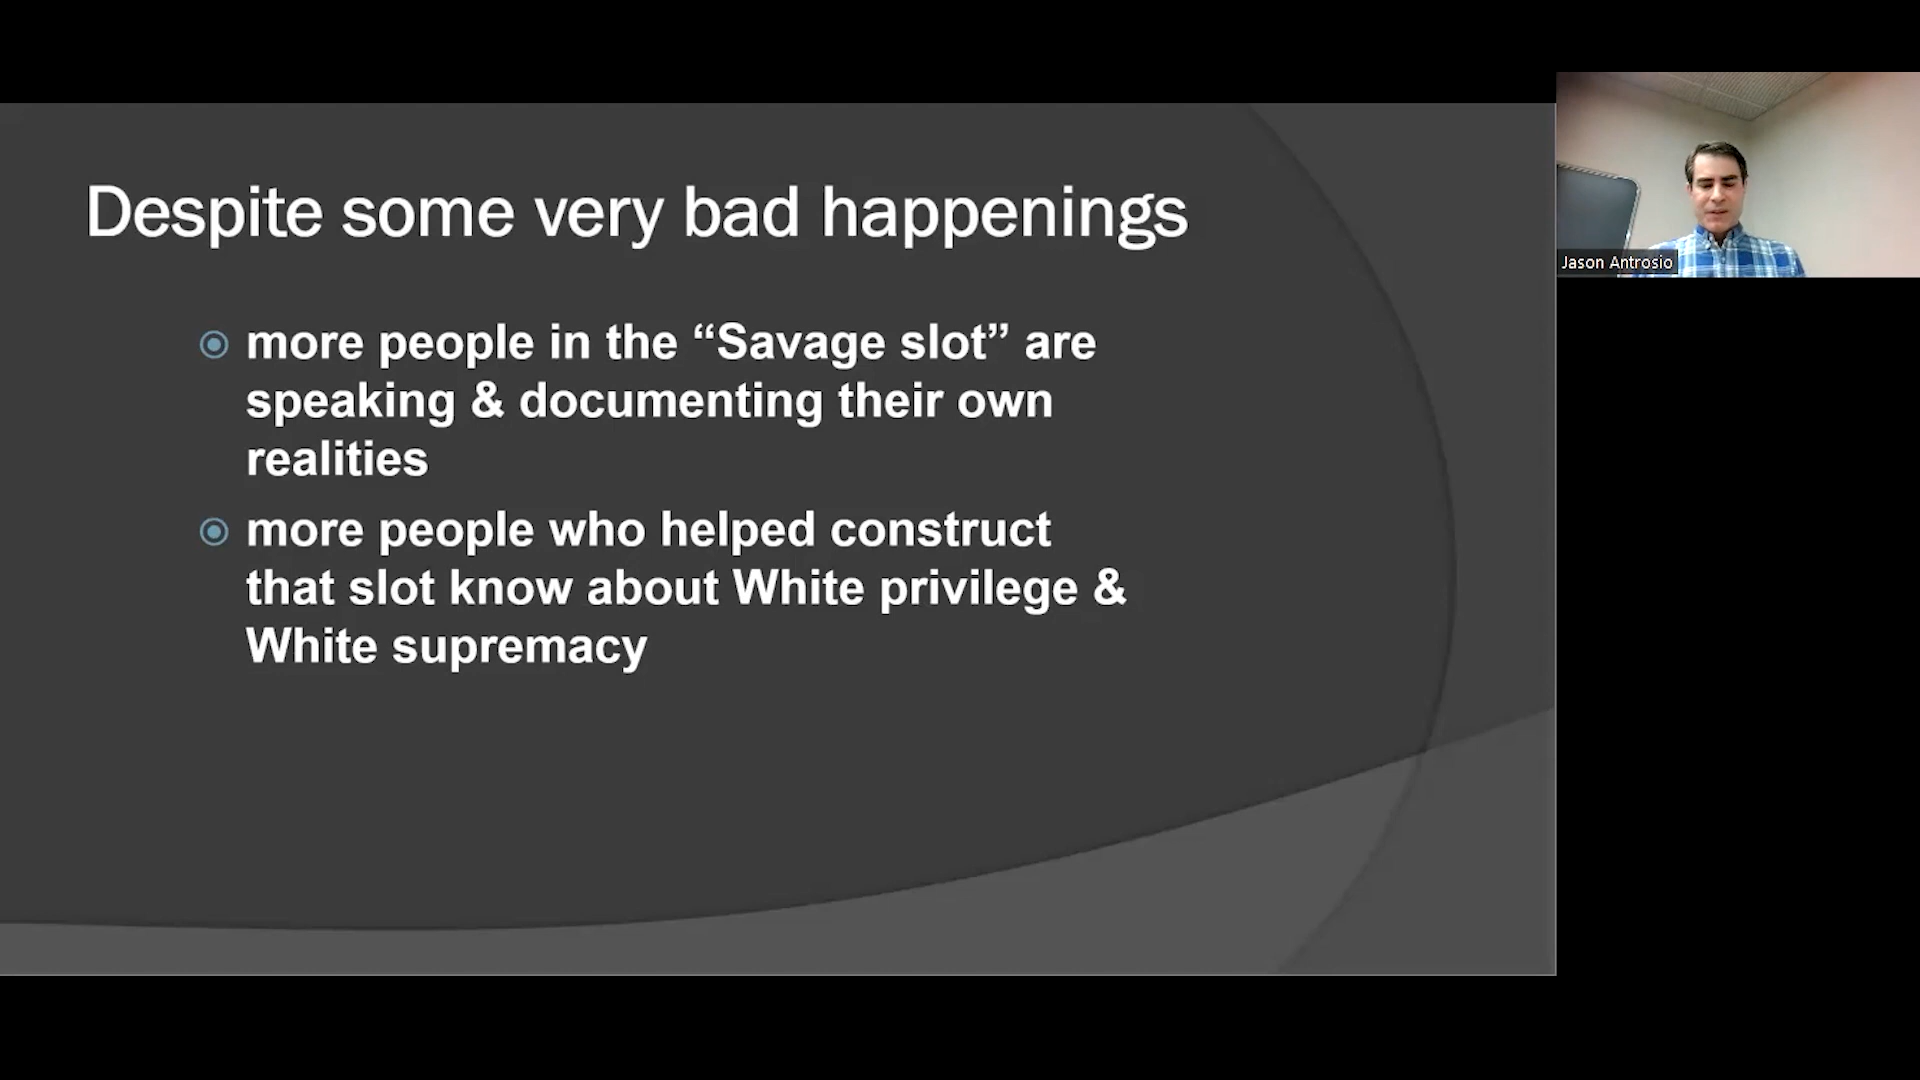 Despite some very bad happenings
more people in the “Savage slot” are
speaking & documenting their own
realities
more people who helped construct
that slot know about White privilege &
White supremacy
Jason Antrosio